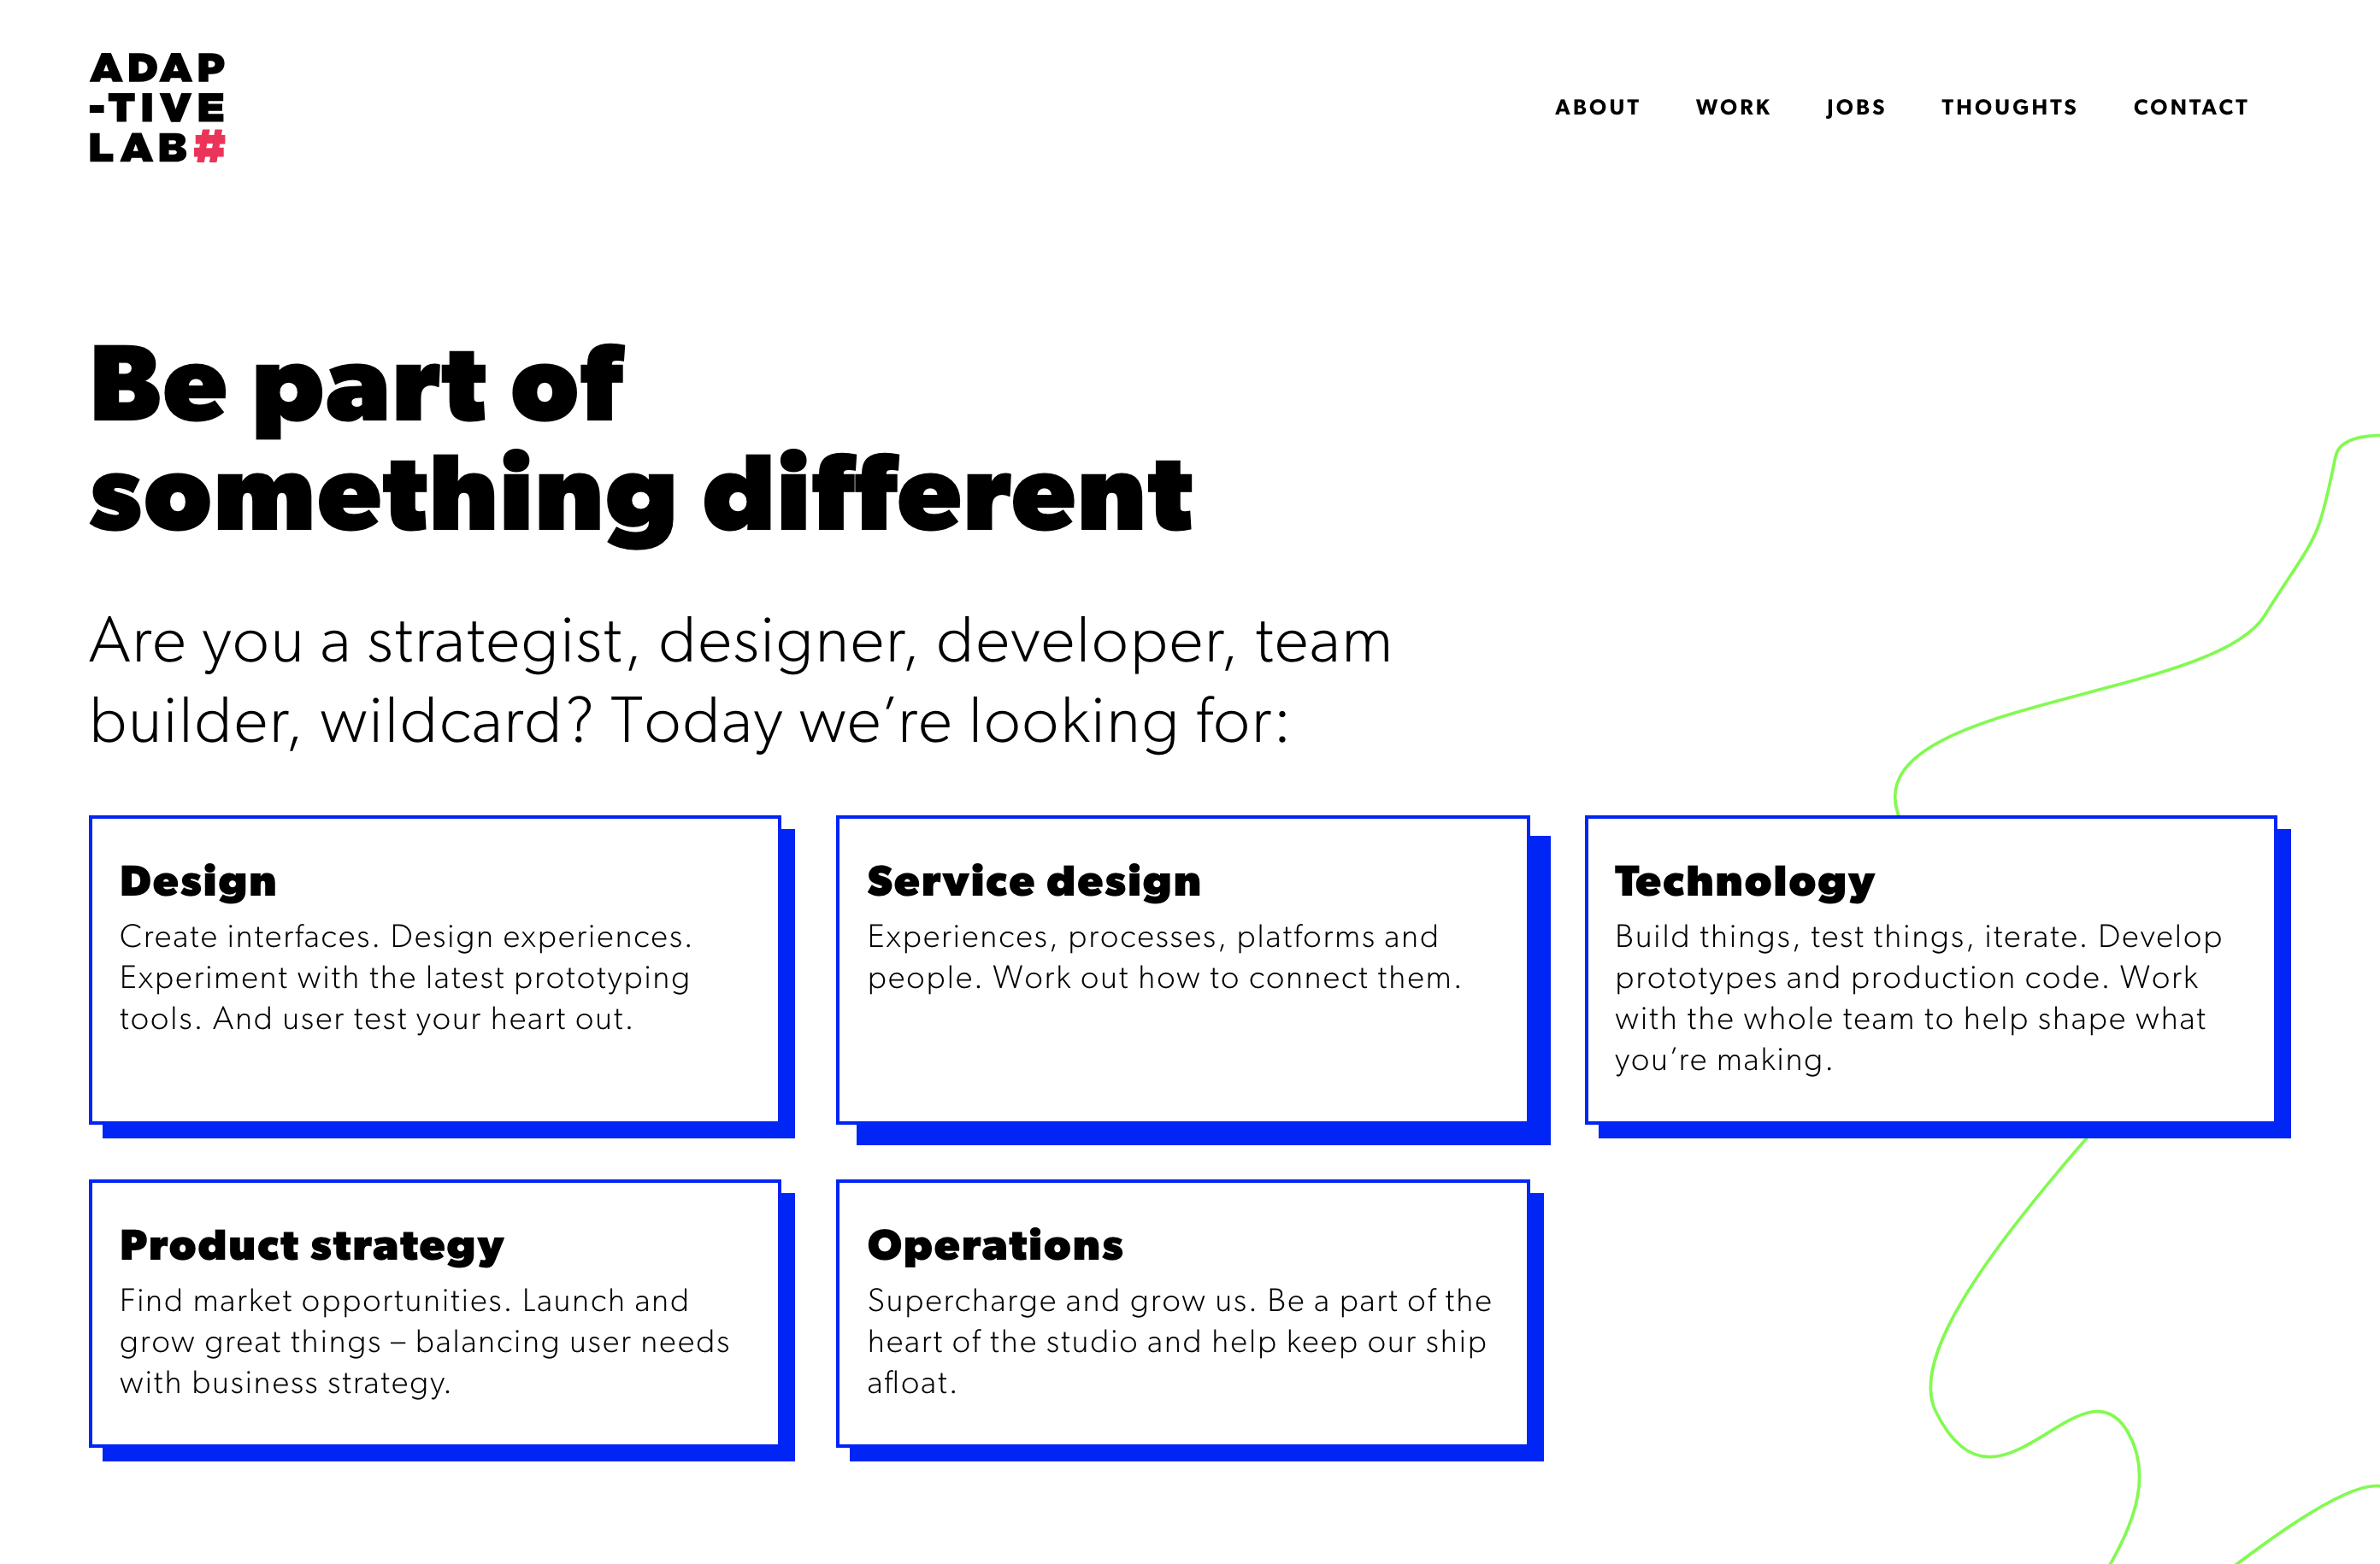 ADAP
-TIVE
LAB#
ABOUT WORK JOBS THOUGHTS CONTACT
Be part of
something different
Are you a strategist, designer, developer, team
builder, wildcard? Today we’re looking for:
Design
Create interfaces. Design experiences.
Experiment with the latest prototyping
tools. And user test your heart out.
Service design
Experiences, processes, platforms and
people. Work out how to connect them.
Technology
Build things, test things, iterate. Develop
prototypes and production code. Work
with the whole team to help shape what
you’re making.
Product strategy
Find market opportunities. Launch and
grow great things – balancing user needs
with business strategy.
Operations
Supercharge and grow us. Be a part of the
heart of the studio and help keep our ship
afloat.